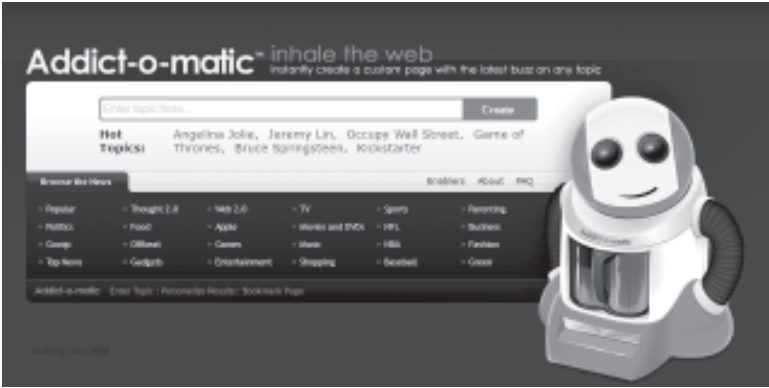 Addict-o-matic™ inhale the web
instantly create a custom page with the latest buzz on any topic
Enter topic here... Create
Hot Topics: Angelina Jolie, Jeremy Lin, Occupy Wall Street, Game of
Thrones, Bruce Springsteen, Kickstarter
Browse the News Enablers About FAQ
Popular Thought 2.0 Web 2.0 TV Sports Parenting
Politics Food Apple Movies and DVDs NFL Business
Gossip Offbeat Games Music NBA Fashion
Top News Gadgets Entertainment Shopping Baseball Green
Addict-o-matic Enter Topic : Personalize Results : Bookmark Page
Addict-o-matic
since 2008